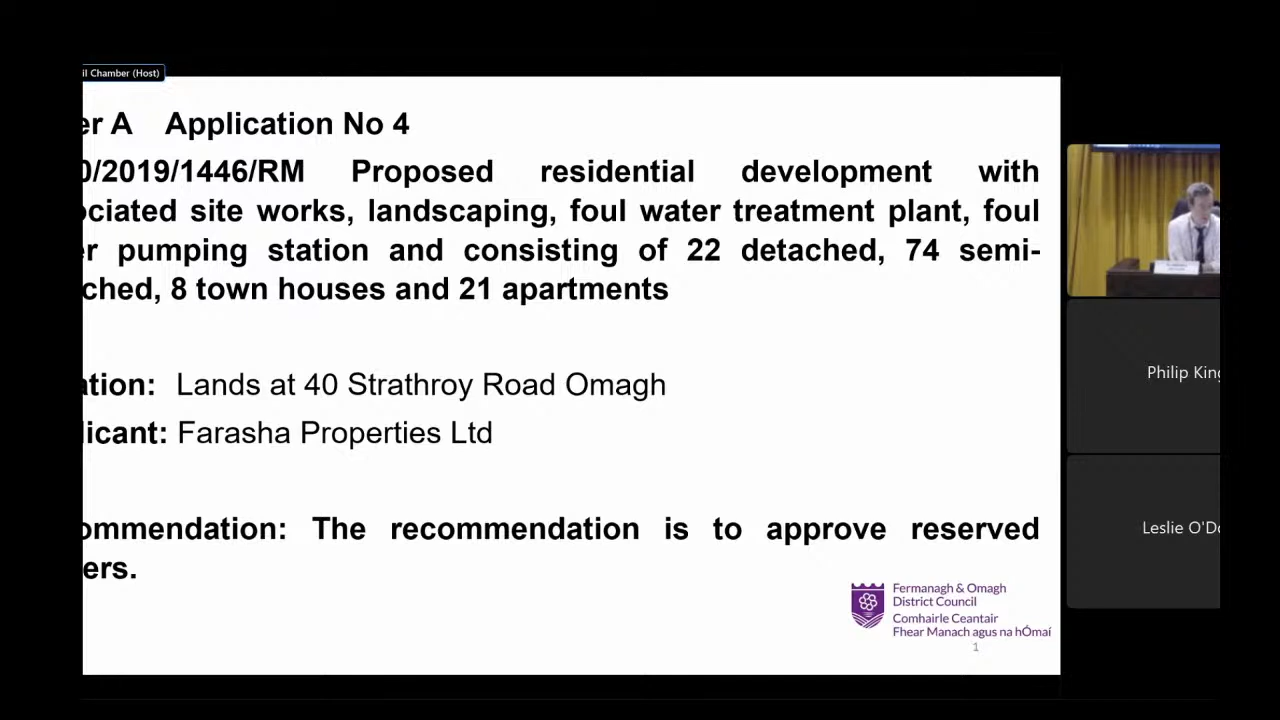 il Chamber (Host)
er A Application No 4
0/2019/1446/RM Proposed residential development with
ociated site works, landscaping, foul water treatment plant, foul
er pumping station and consisting of 22 detached, 74 semi-
ched, 8 town houses and 21 apartments
ation: Lands at 40 Strathroy Road Omagh
licant: Farasha Properties Ltd
ommendation: The recommendation is to approve reserved
ers.
Fermanagh & Omagh
District Council
Comhairle Ceantair
Fhear Manach agus na hÓmaí
1
Philip King
Leslie O'Do